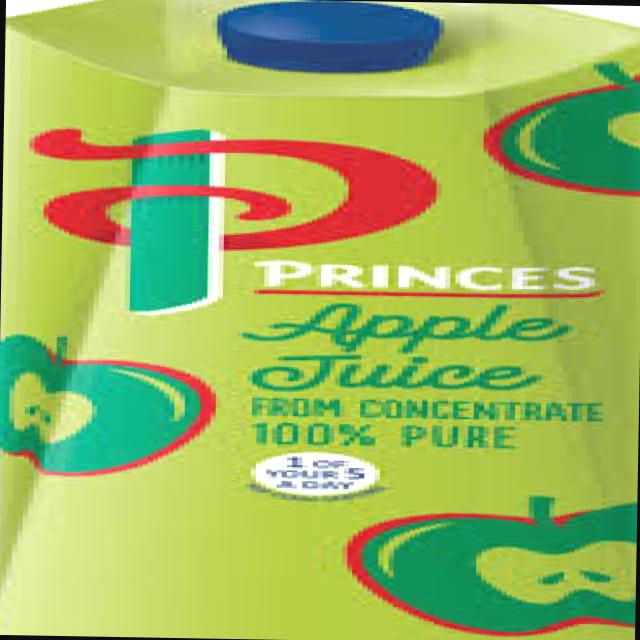 PRINCES
Apple
Juice
FROM CONCENTRATE
100% PURE
1 OF
YOUR 5
A DAY